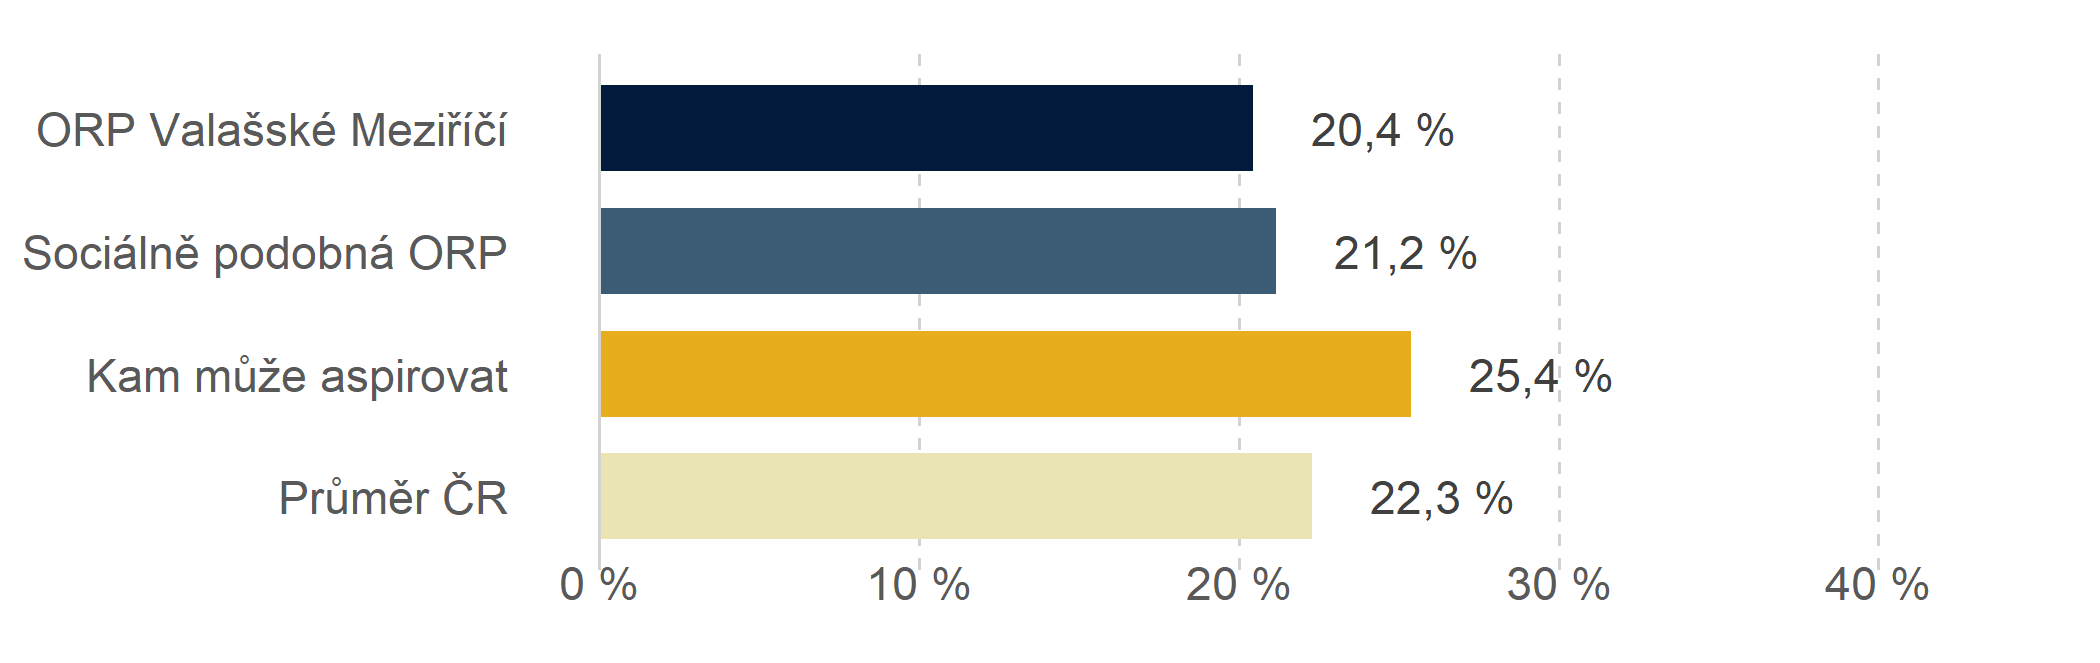 ORP Valašské Meziříčí
20,4 %
Sociálně podobná ORP
21,2 %
Kam může aspirovat
25,4 %
Průměr ČR
22,3 %
0 %
10 %
20 %
30 %
40 %